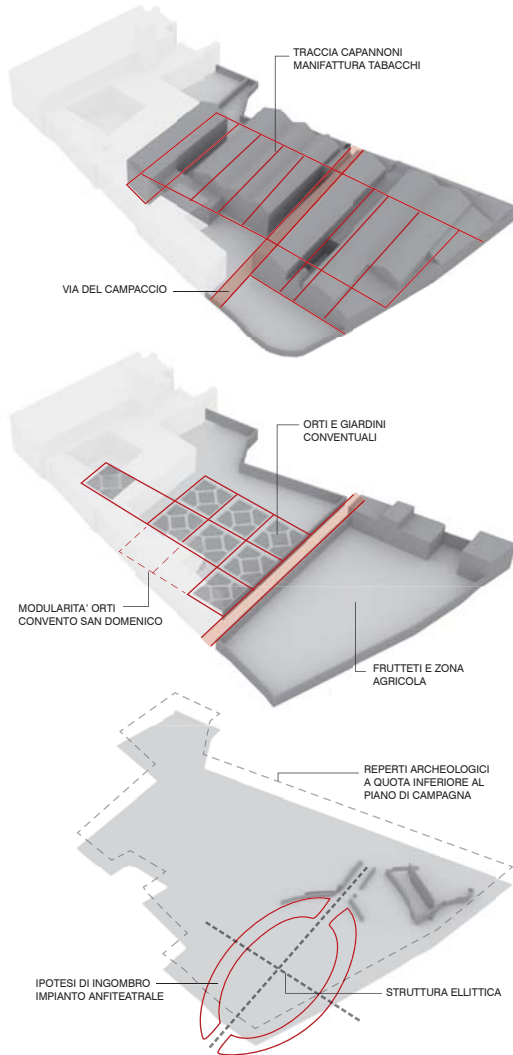 TRACCIA CAPANNONI
MANIFATTURA TABACCHI
VIA DEL CAMPACCIO
ORTI E GIARDINI
CONVENTUALI
MODULARITA' ORTI
CONVENTO SAN DOMENICO
FRUTTETI E ZONA
AGRICOLA
REPERTI ARCHEOLOGICI
A QUOTA INFERIORE AL
PIANO DI CAMPAGNA
IPOTESI DI INGOMBRO
IMPIANTO ANFITEATRALE
STRUTTURA ELLITTICA